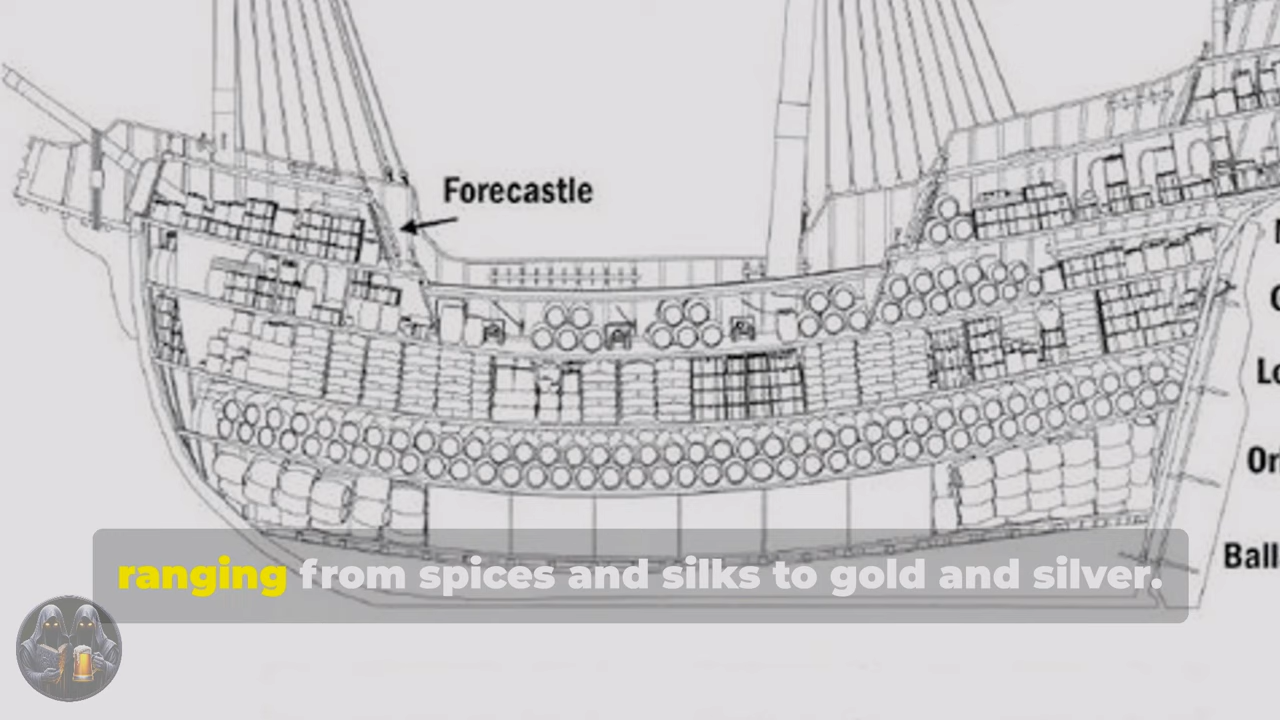 Forecastle
ranging from spices and silks to gold and silver.